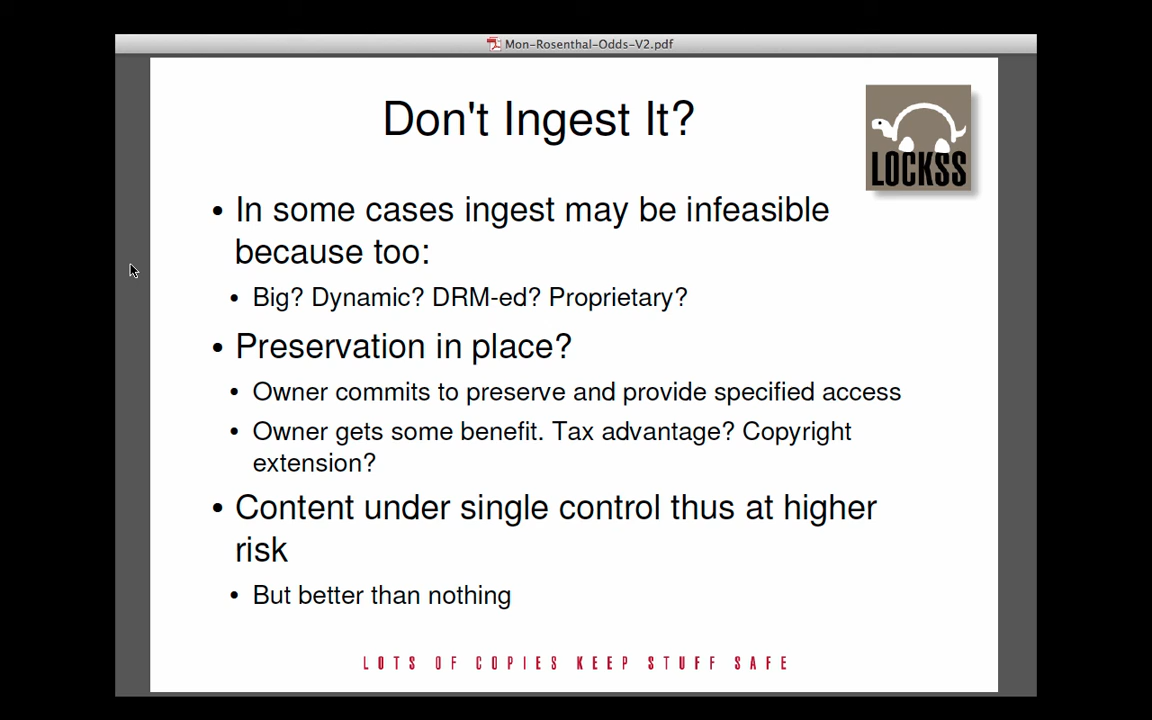 Mon-Rosenthal-Odds-V2.pdf
Don't Ingest It?
LOCKSS
• In some cases ingest may be infeasible
because too:
• Big? Dynamic? DRM-ed? Proprietary?
• Preservation in place?
• Owner commits to preserve and provide specified access
• Owner gets some benefit. Tax advantage? Copyright
extension?
• Content under single control thus at higher
risk
• But better than nothing
LOTS OF COPIES KEEP STUFF SAFE